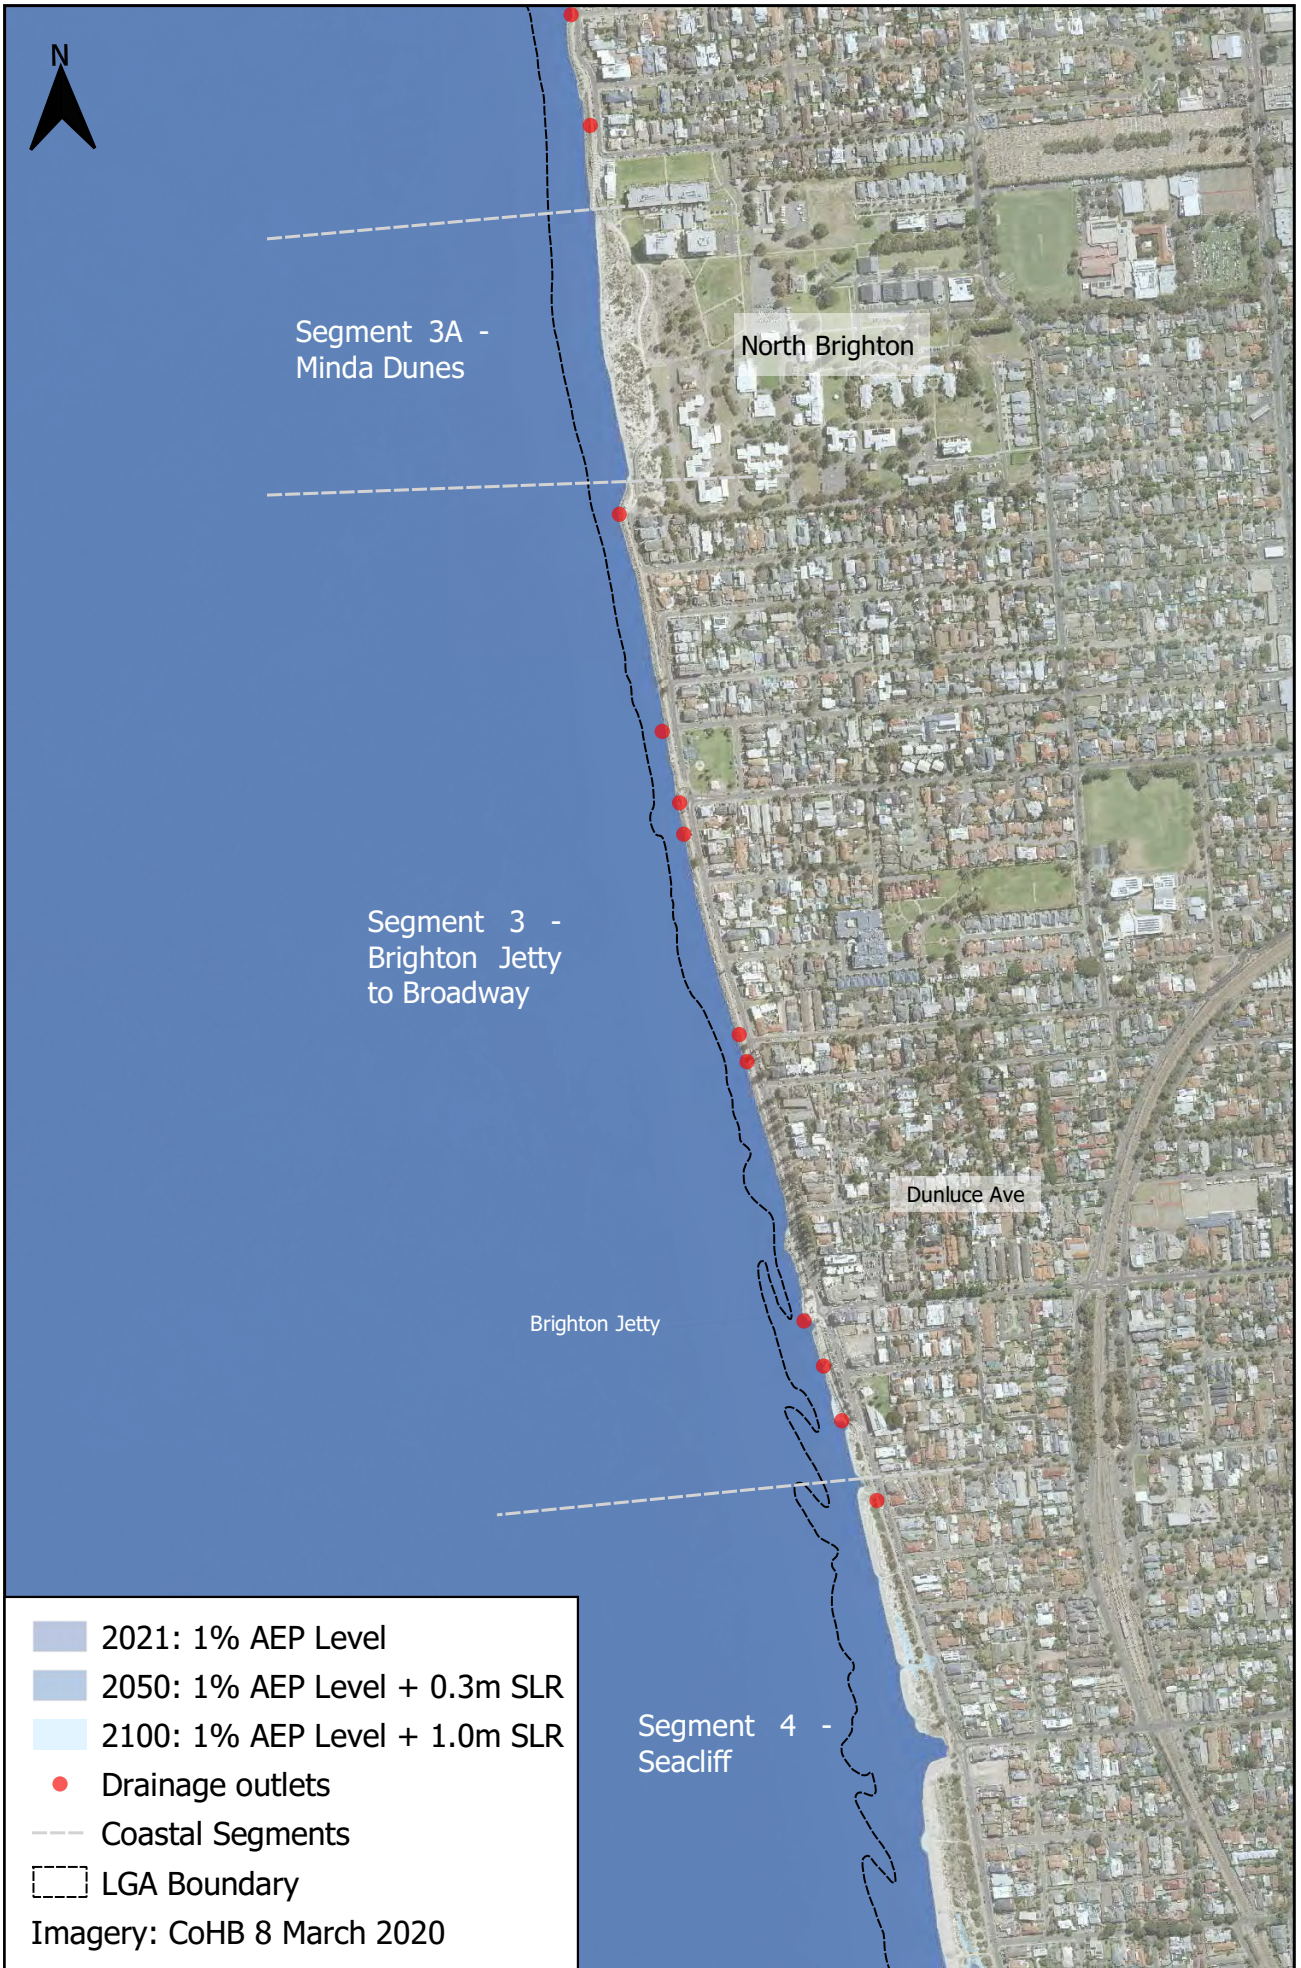 N
Segment 3A -
Minda Dunes
North Brighton
Segment 3 -
Brighton Jetty
to Broadway
Dunluce Ave
Brighton Jetty
Segment 4 -
Seacliff
2021: 1% AEP Level
2050: 1% AEP Level + 0.3m SLR
2100: 1% AEP Level + 1.0m SLR
Drainage outlets
Coastal Segments
LGA Boundary
Imagery: CoHB 8 March 2020